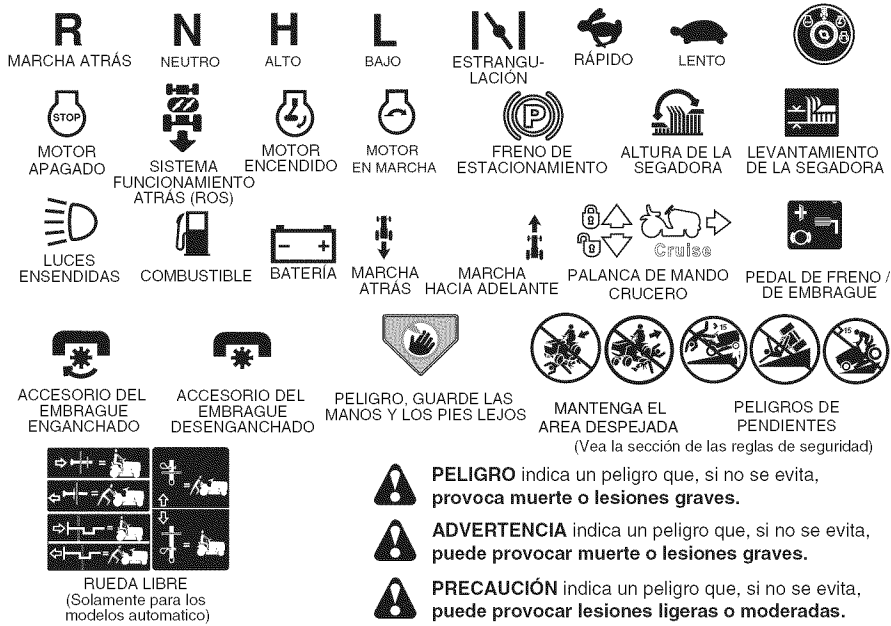 R N H L
MARCHA ATRÁS NEUTRO ALTO BAJO ESTRANGU-
LACIÓN RÁPIDO LENTO
STOP P
MOTOR
APAGADO
SISTEMA
FUNCIONAMIENTO
ATRÁS (ROS)
MOTOR
ENCENDIDO
MOTOR
EN MARCHA
FRENO DE
ESTACIONAMIENTO
ALTURA DE LA
SEGADORA
LEVANTAMIENTO
DE LA SEGADORA
LUCES
ENSENDIDAS
COMBUSTIBLE
BATERÍA
MARCHA
ATRÁS
MARCHA
HACIA ADELANTE
Cruise
PALANCA DE MANDO
CRUCERO
PEDAL DE FRENO /
DE EMBRAGUE
ACCESORIO DEL
EMBRAGUE
ENGANCHADO
ACCESORIO DEL
EMBRAGUE
DESENGANCHADO
PELIGRO, GUARDE LAS
MANOS Y LOS PIES LEJOS
MANTENGA EL
AREA DESPEJADA
15
15
PELIGROS DE
PENDIENTES
(Vea la sección de las reglas de seguridad)
RUEDA LIBRE
(Solamente para los
modelos automatico)
PELIGRO indica un peligro que, si no se evita,
provoca muerte o lesiones graves.
ADVERTENCIA indica un peligro que, si no se evita,
puede provocar muerte o lesiones graves.
PRECAUCIÓN indica un peligro que, si no se evita,
puede provocar lesiones ligeras o moderadas.